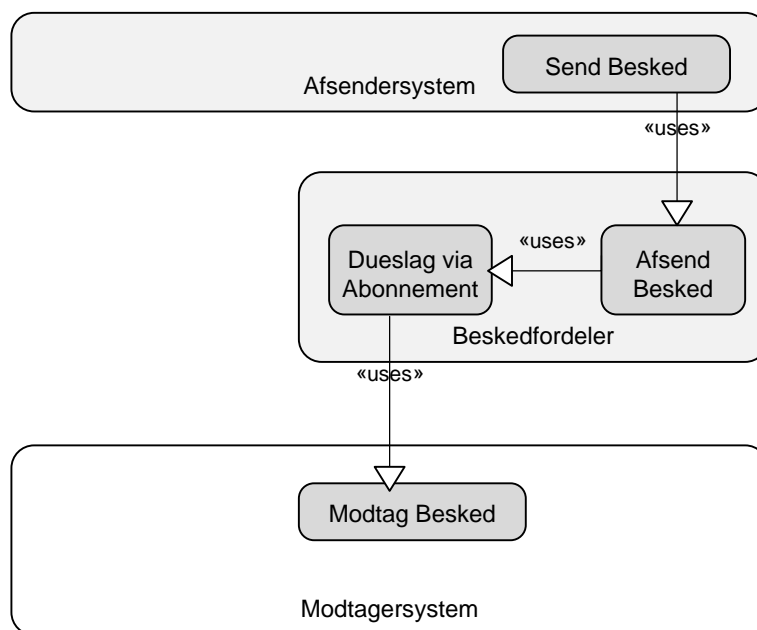 Send Besked
Afsendersystem
«uses»
Dueslag via
Abonnement
«uses»
Afsend
Besked
Beskedfordeler
«uses»
Modtag Besked
Modtagersystem